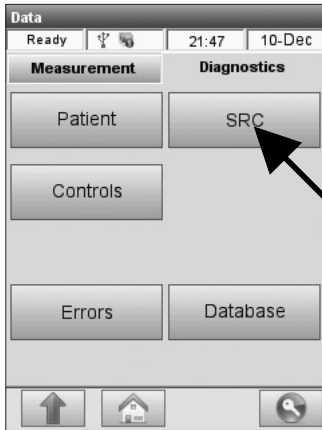 Data
Ready 21:47 10-Dec
Measurement Diagnostics
Patient SRC
Controls
Errors Database